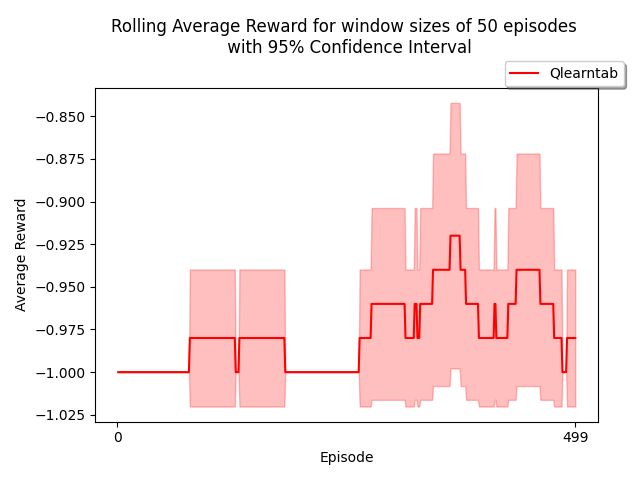 Rolling Average Reward for window sizes of 50 episodes
with 95% Confidence Interval
Qlearntab
−0.850
−0.875
−0.900
−0.925
−0.950
−0.975
−1.000
−1.025
Average Reward
0
499
Episode